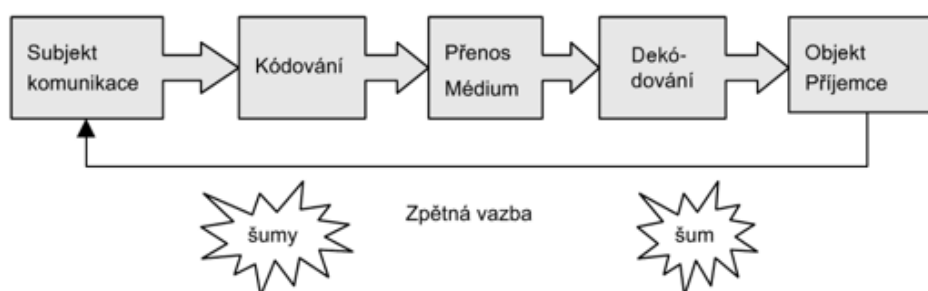 Subjekt
komunikace
Kódování
Přenos
Médium
Dekó-
dování
Objekt
Příjemce
Zpětná vazba
šumy
šum